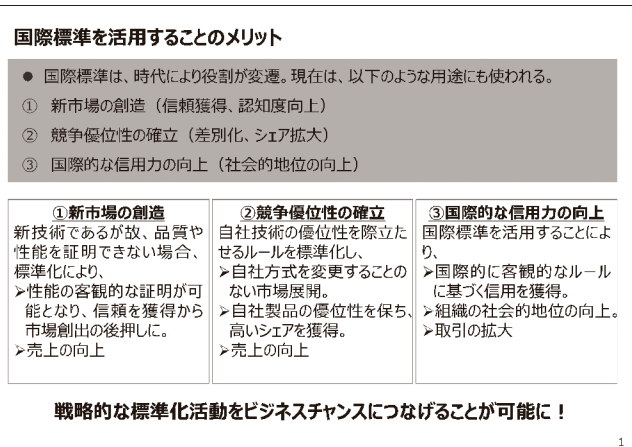 国際標準を活用することのメリット
● 国際標準は、時代により役割が変遷。現在は、以下のような用途にも使われる。
① 新市場の創造（信頼獲得、認知度向上）
② 競争優位性の確立（差別化、シェア拡大）
③ 国際的な信用力の向上（社会的地位の向上）
①新市場の創造
新技術であるが故、品質や
性能を証明できない場合、
標準化により、
➢性能の客観的な証明が可
能となり、信頼を獲得から
市場創出の後押しに。
➢売上の向上
②競争優位性の確立
自社技術の優位性を際立た
せるルールを標準化し、
➢自社方式を変更することの
ない市場展開。
➢自社製品の優位性を保ち、
高いシェアを獲得。
➢売上の向上
③国際的な信用力の向上
国際標準を活用することによ
り、
➢国際的に客観的なルール
に基づく信用を獲得。
➢組織の社会的地位の向上。
➢取引の拡大
戦略的な標準化活動をビジネスチャンスにつなげることが可能に！
1